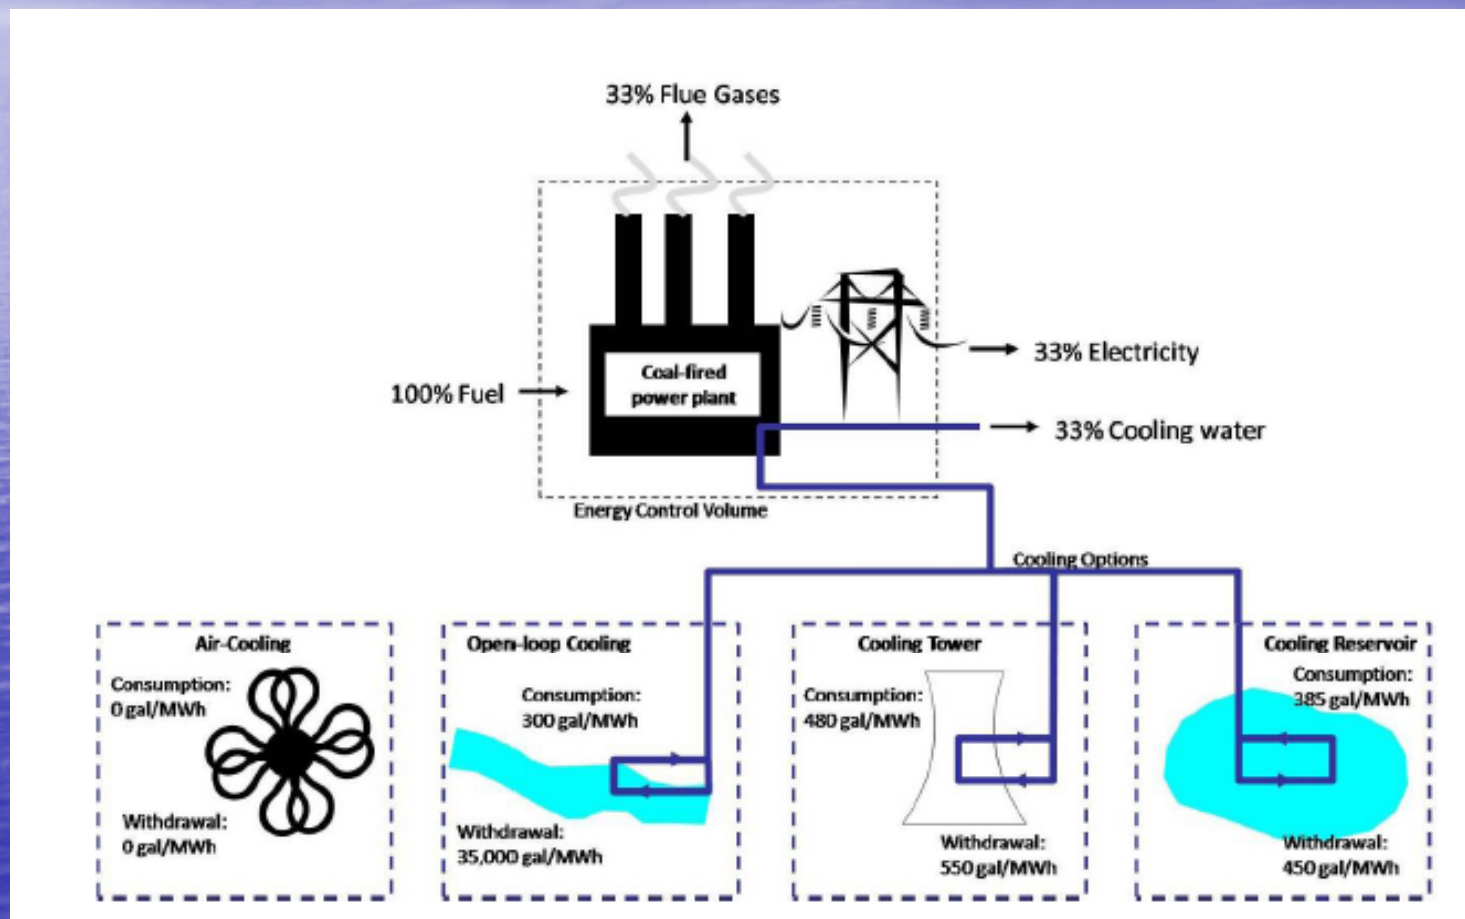 33% Flue Gases
Coal-fired
power plant
100% Fuel
33% Electricity
33% Cooling water
Energy Control Volume
Cooling Options
Air-Cooling
Consumption:
0 gal/MWh
Withdrawal:
0 gal/MWh
Open-loop Cooling
Consumption:
300 gal/MWh
Withdrawal:
35,000 gal/MWh
Cooling Tower
Consumption:
480 gal/MWh
Withdrawal:
550 gal/MWh
Cooling Reservoir
Consumption:
385 gal/MWh
Withdrawal:
450 gal/MWh